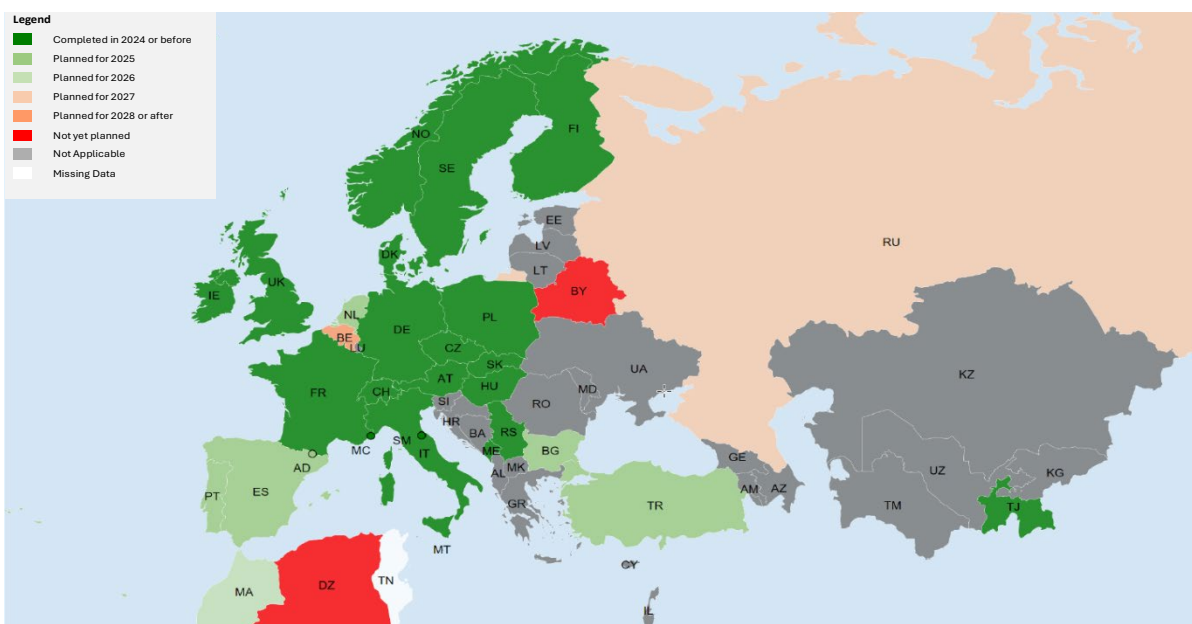 Legend
Completed in 2024 or before
Planned for 2025
Planned for 2026
Planned for 2027
Planned for 2028 or after
Not yet planned
Not Applicable
Missing Data
NO
FI
SE
EE
RU
LV
DK
LT
UK
IE
BY
NL
PL
DE
BE
LU
CZ
SK
UA
KZ
AT
HU
MD
FR
CH
SI
RO
HR
BA
RS
SM
MC
ME
IT
BG
GE
AD
AL
MK
UZ
KG
PT
ES
AM
AZ
GR
TR
TM
TJ
MT
CY
TN
DZ
MA
IL